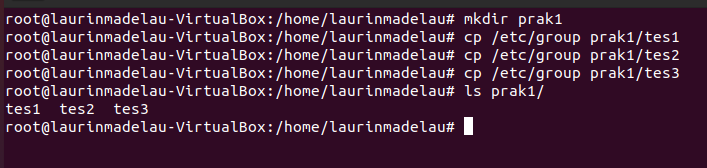 root@laurinmadelau-VirtualBox:/home/laurinmadelau# mkdir prak1
root@laurinmadelau-VirtualBox:/home/laurinmadelau# cp /etc/group prak1/tes1
root@laurinmadelau-VirtualBox:/home/laurinmadelau# cp /etc/group prak1/tes2
root@laurinmadelau-VirtualBox:/home/laurinmadelau# cp /etc/group prak1/tes3
root@laurinmadelau-VirtualBox:/home/laurinmadelau# ls prak1/
tes1  tes2  tes3
root@laurinmadelau-VirtualBox:/home/laurinmadelau#